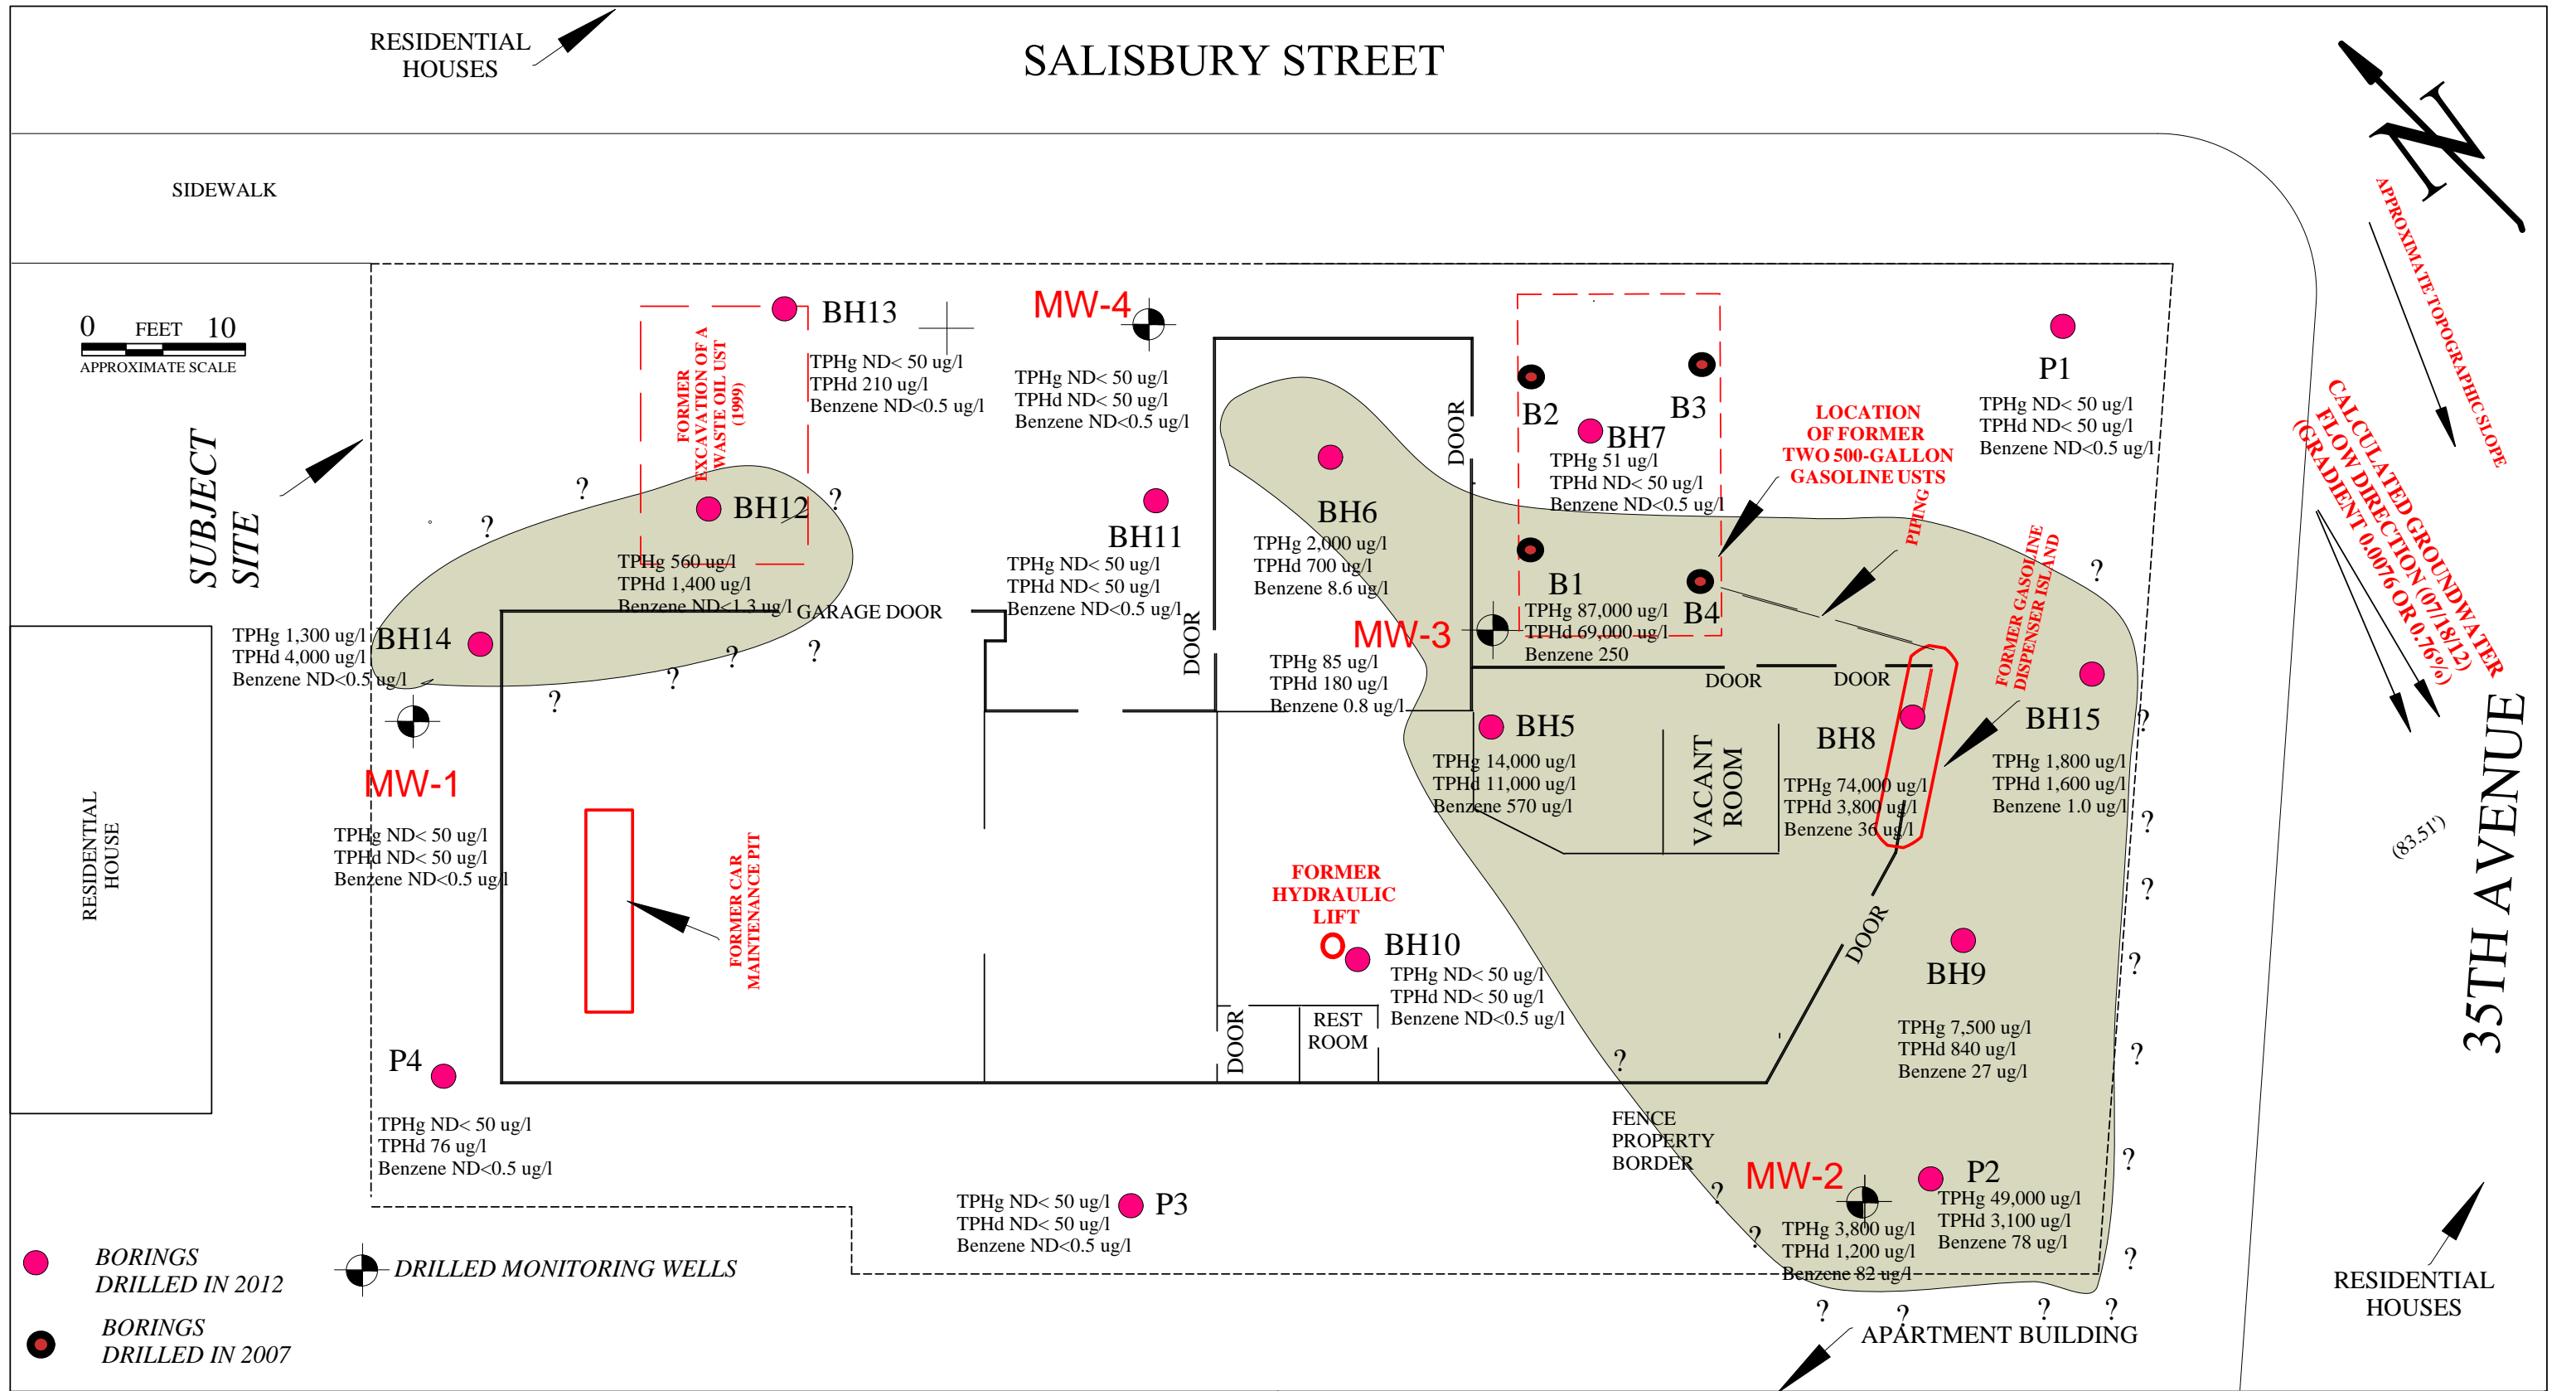 RESIDENTIAL
HOUSES
SALISBURY STREET
N
SIDEWALK
APPROXIMATE TOPOGRAPHIC SLOPE
0 FEET 10
APPROXIMATE SCALE
SUBJECT
SITE
FORMER
EXCAVATION OF A
WASTE OIL UST
(1999)
BH13
TPHg ND< 50 ug/l
TPHd 210 ug/l
Benzene ND<0.5 ug/l
MW-4
TPHg ND< 50 ug/l
TPHd ND< 50 ug/l
Benzene ND<0.5 ug/l
DOOR
B2
B3
BH7
TPHg 51 ug/l
TPHd ND< 50 ug/l
Benzene ND<0.5 ug/l
LOCATION
OF FORMER
TWO 500-GALLON
GASOLINE USTS
P1
TPHg ND< 50 ug/l
TPHd ND< 50 ug/l
Benzene ND<0.5 ug/l
CALCULATED GROUNDWATER
FLOW DIRECTION (07/18/12)
(GRADIENT 0.0076 OR 0.76%)
?
?
?
BH12
TPHg 560 ug/l
TPHd 1,400 ug/l
Benzene ND<1.3 ug/l
GARAGE DOOR
BH11
TPHg ND< 50 ug/l
TPHd ND< 50 ug/l
Benzene ND<0.5 ug/l
DOOR
BH6
TPHg 2,000 ug/l
TPHd 700 ug/l
Benzene 8.6 ug/l
B1
B4
TPHg 87,000 ug/l
TPHd 69,000 ug/l
Benzene 250
PIPING
FORMER GASOLINE
DISPENSER ISLAND
?
TPHg 1,300 ug/l
TPHd 4,000 ug/l
Benzene ND<0.5 ug/l
BH14
?
?
?
?
MW-3
TPHg 85 ug/l
TPHd 180 ug/l
Benzene 0.8 ug/l
DOOR
DOOR
BH5
TPHg 14,000 ug/l
TPHd 11,000 ug/l
Benzene 570 ug/l
VACANT
ROOM
BH8
TPHg 74,000 ug/l
TPHd 3,800 ug/l
Benzene 36 ug/l
BH15
TPHg 1,800 ug/l
TPHd 1,600 ug/l
Benzene 1.0 ug/l
?
?
?
?
?
?
?
(83.51')
35TH AVENUE
RESIDENTIAL
HOUSE
MW-1
TPHg ND< 50 ug/l
TPHd ND< 50 ug/l
Benzene ND<0.5 ug/l
FORMER CAR
MAINTENANCE PIT
FORMER
HYDRAULIC
LIFT
BH10
TPHg ND< 50 ug/l
TPHd ND< 50 ug/l
Benzene ND<0.5 ug/l
DOOR
REST
ROOM
DOOR
BH9
TPHg 7,500 ug/l
TPHd 840 ug/l
Benzene 27 ug/l
P4
TPHg ND< 50 ug/l
TPHd 76 ug/l
Benzene ND<0.5 ug/l
?
FENCE
PROPERTY
BORDER
?
?
MW-2
TPHg 3,800 ug/l
TPHd 1,200 ug/l
Benzene 82 ug/l
P2
TPHg 49,000 ug/l
TPHd 3,100 ug/l
Benzene 78 ug/l
TPHg ND< 50 ug/l
TPHd ND< 50 ug/l
Benzene ND<0.5 ug/l
P3
?
?
?
?
?
BORINGS
DRILLED IN 2012
DRILLED MONITORING WELLS
BORINGS
DRILLED IN 2007
APARTMENT BUILDING
RESIDENTIAL
HOUSES